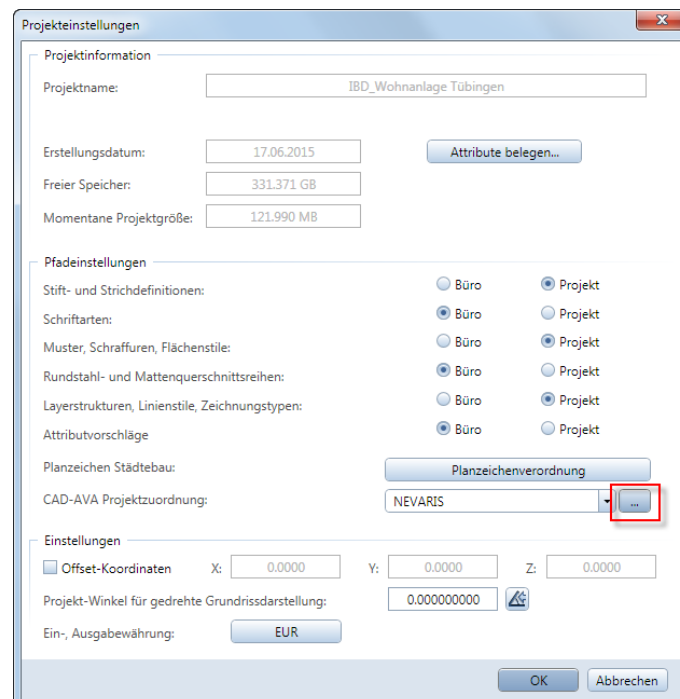 Projekteinstellungen
Projektinformation
Projektname: IBD_Wohnanlage Tübingen
Erstellungsdatum: 17.06.2015 Attribute belegen...
Freier Speicher: 331.371 GB
Momentane Projektgröße: 121.990 MB
Pfadeinstellungen
Stift- und Strichdefinitionen: Büro Projekt
Schriftarten: Büro Projekt
Muster, Schraffuren, Flächenstile: Büro Projekt
Rundstahl- und Mattenquerschnittsreihen: Büro Projekt
Layerstrukturen, Linienstile, Zeichnungstypen: Büro Projekt
Attributvorschläge Büro Projekt
Planzeichen Städtebau: Planzeichenverordnung
CAD-AVA Projektzuordnung: NEVARIS ...
Einstellungen
Offset-Koordinaten X: 0.0000 Y: 0.0000 Z: 0.0000
Projekt-Winkel für gedrehte Grundrissdarstellung: 0.000000000
Ein-, Ausgabewährung: EUR
OK Abbrechen